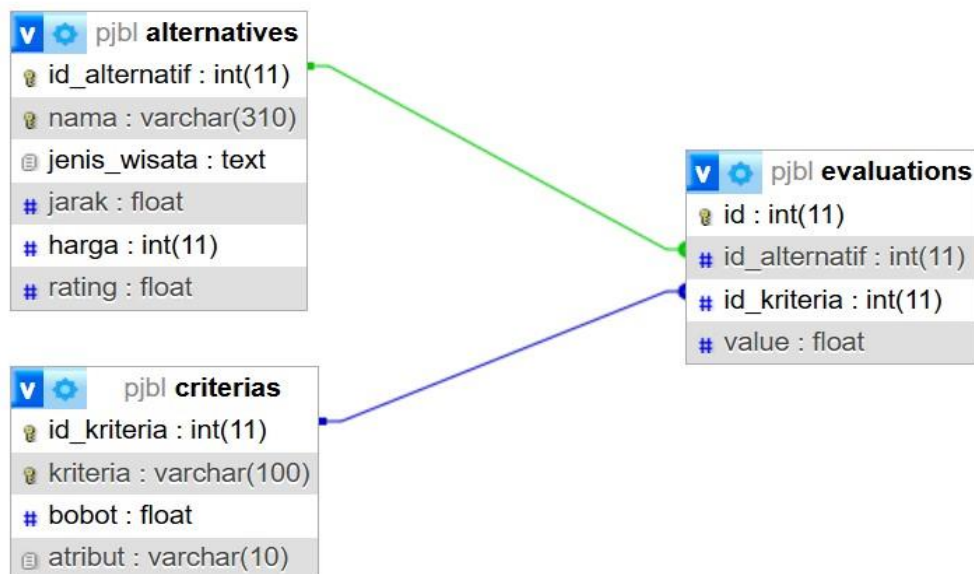 pjbl alternatives
id_alternatif : int(11)
nama : varchar(310)
jenis_wisata : text
# jarak : float
# harga : int(11)
# rating : float
pjbl evaluations
id : int(11)
# id_alternatif : int(11)
# id_kriteria : int(11)
# value : float
pjbl criterias
id_kriteria : int(11)
kriteria : varchar(100)
# bobot : float
atribut : varchar(10)